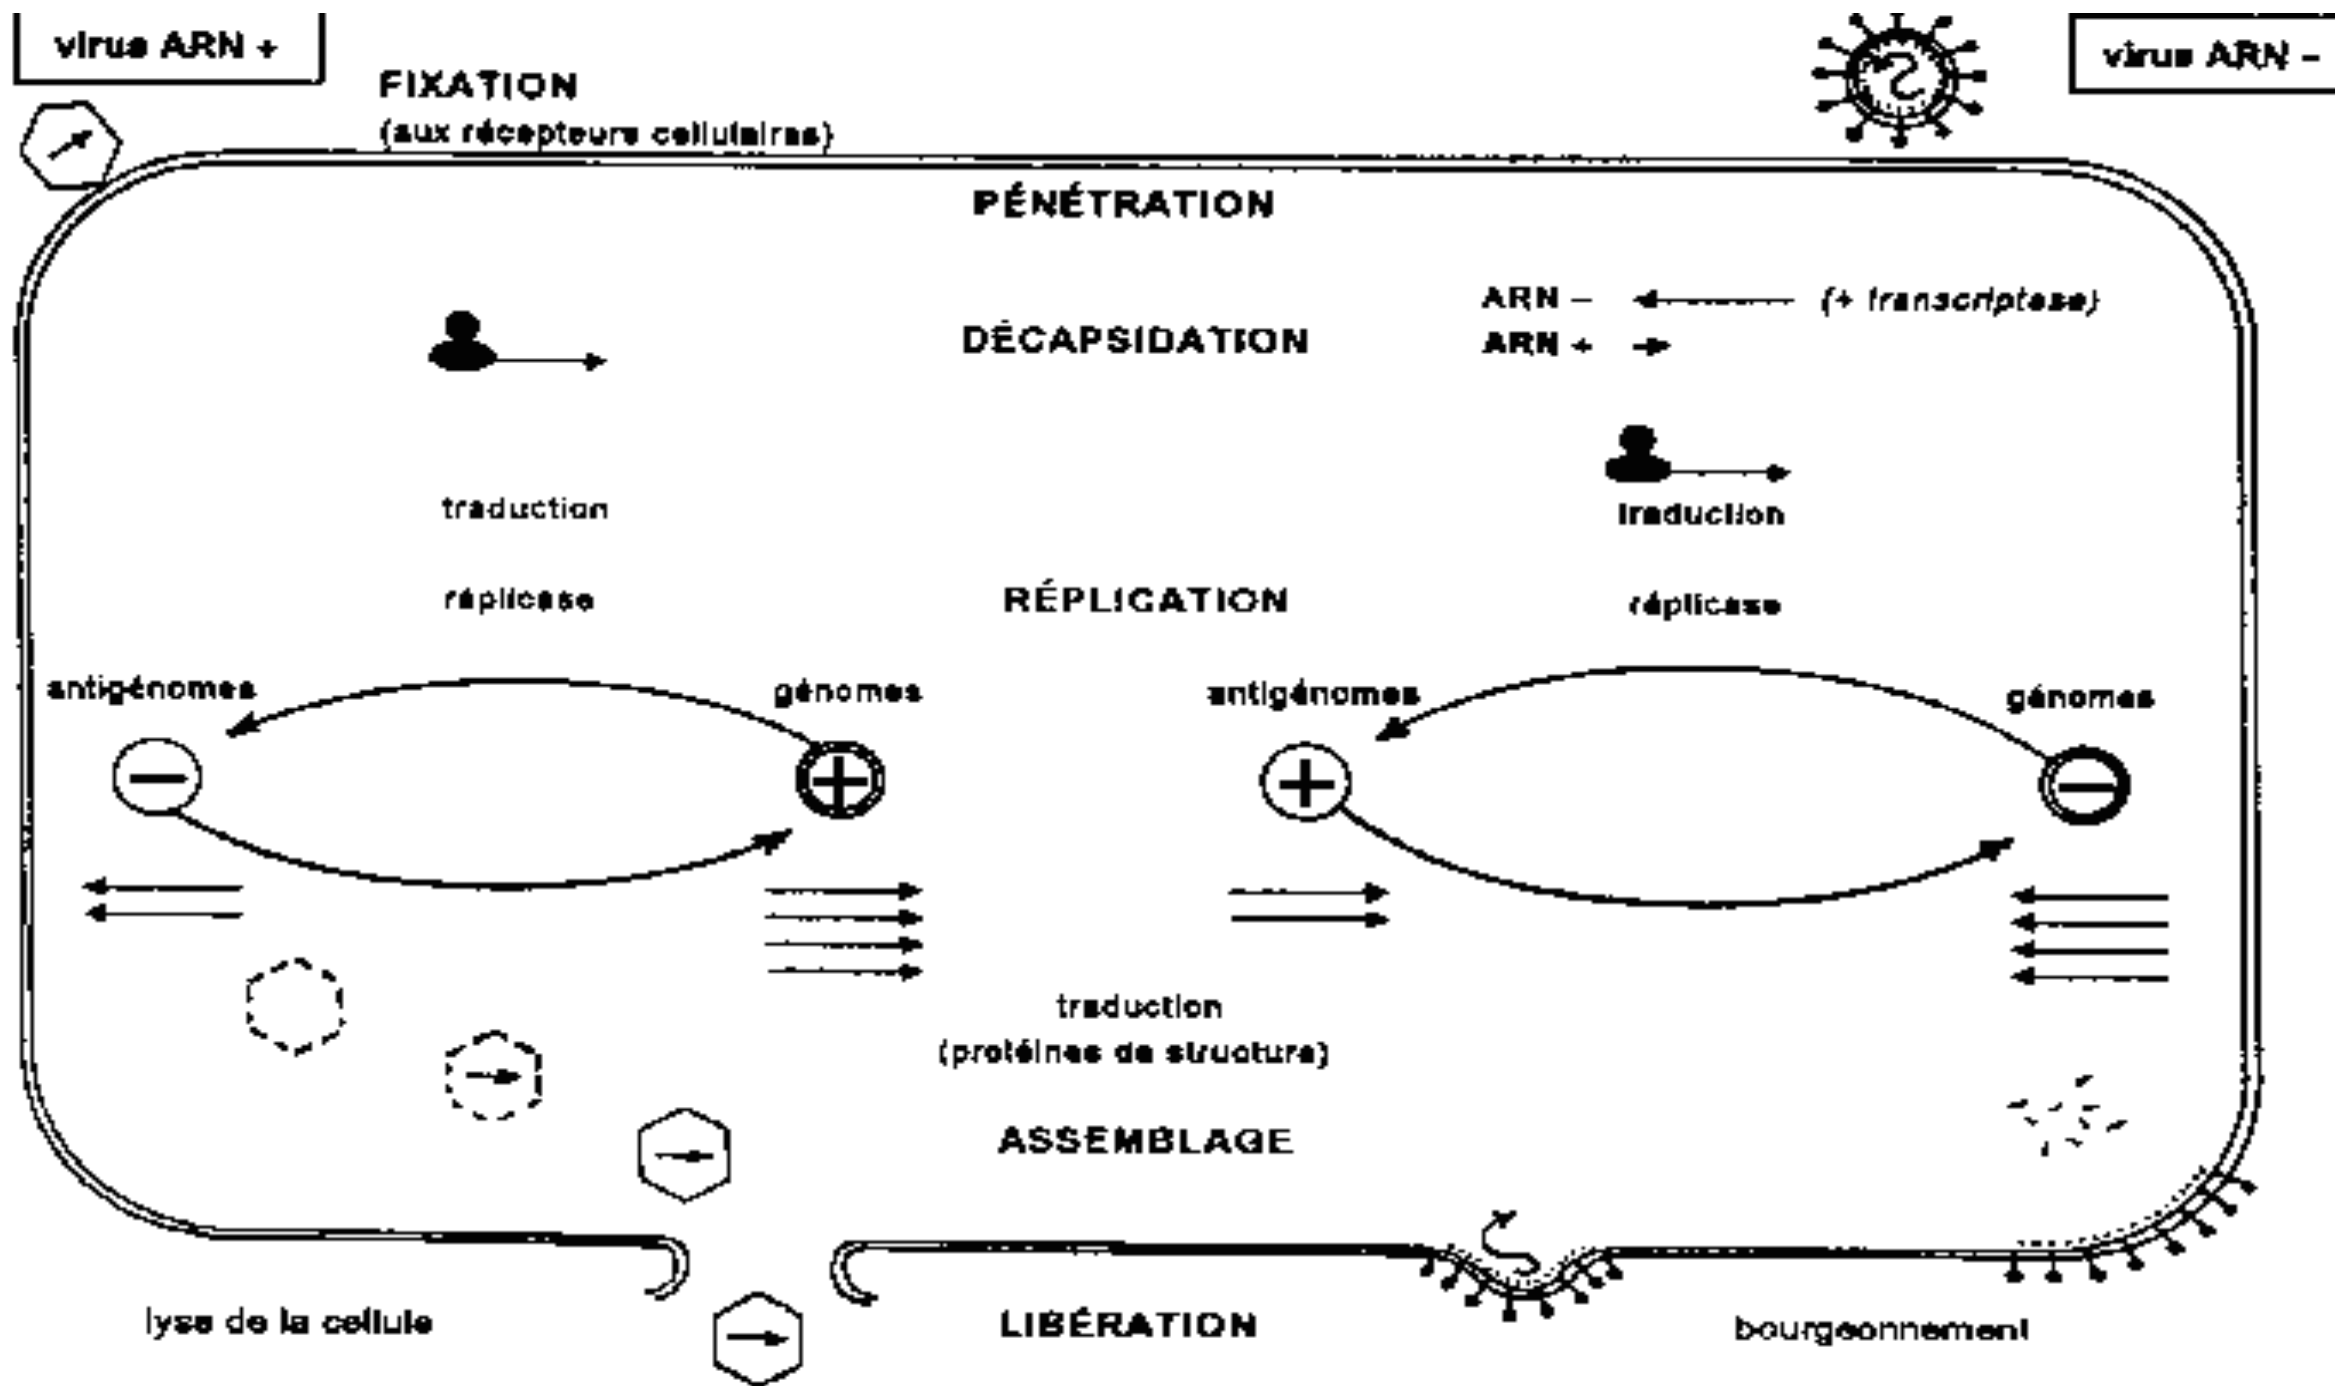 virus ARN +
virus ARN –
FIXATION
(aux récepteurs cellulaires)
PÉNÉTRATION
ARN – (+ transcriptase)
DÉCAPSIDATION
ARN +
traduction
traduction
réplicase
RÉPLICATION
réplicase
antigénomes
génomes
antigénomes
génomes
–
+
+
–
traduction
(protéines de structure)
ASSEMBLAGE
lyse de la cellule
LIBÉRATION
bourgeonnement